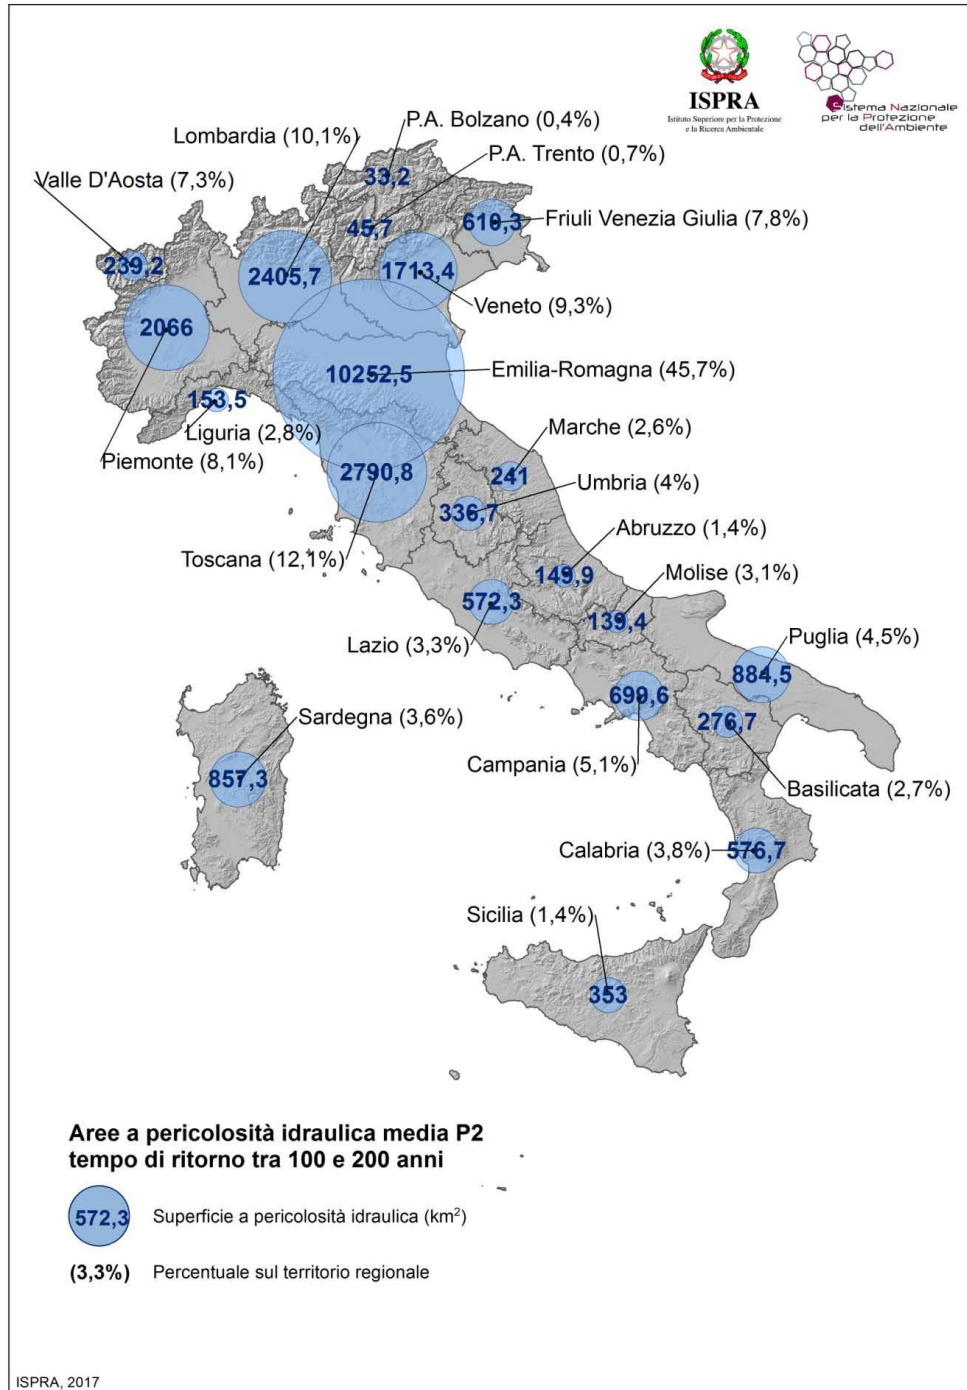 ISPRA
Istituto Superiore per la Protezione
e la Ricerca Ambientale
Sistema Nazionale
per la Protezione
dell'Ambiente
P.A. Bolzano (0,4%)
Lombardia (10,1%)
P.A. Trento (0,7%)
Valle D'Aosta (7,3%)
33,2
Friuli Venezia Giulia (7,8%)
610,3
45,7
239,2
2405,7
1713,4
Veneto (9,3%)
2066
10252,5
Emilia-Romagna (45,7%)
153,5
Liguria (2,8%)
Marche (2,6%)
Piemonte (8,1%)
2790,8
241
Umbria (4%)
336,7
Abruzzo (1,4%)
Toscana (12,1%)
149,9
Molise (3,1%)
572,3
139,4
Puglia (4,5%)
Lazio (3,3%)
884,5
699,6
Sardegna (3,6%)
276,7
Campania (5,1%)
857,3
Basilicata (2,7%)
Calabria (3,8%)
576,7
Sicilia (1,4%)
353
Aree a pericolosità idraulica media P2
tempo di ritorno tra 100 e 200 anni
572,3 Superficie a pericolosità idraulica (km²)
(3,3%) Percentuale sul territorio regionale
ISPRA, 2017